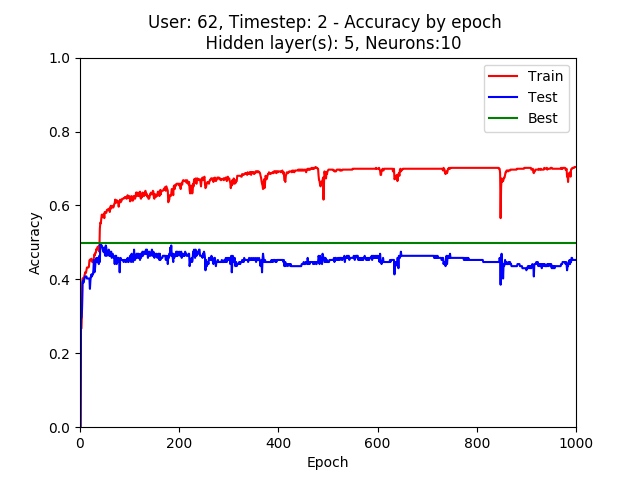 User: 62, Timestep: 2 - Accuracy by epoch
Hidden layer(s): 5, Neurons:10
Train
Test
Best
Accuracy
1.0
0.8
0.6
0.4
0.2
0.0
0 200 400 600 800 1000
Epoch